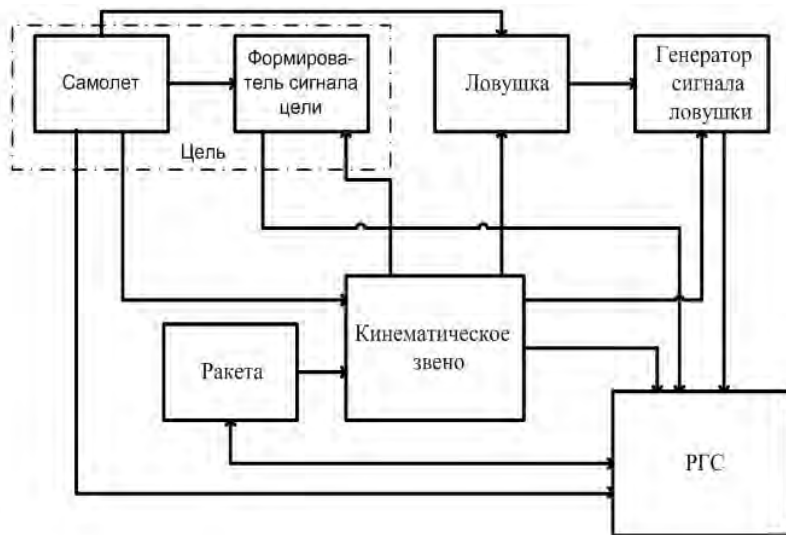 Самолет
Формирова-
тель сигнала
цели
Ловушка
Генератор
сигнала
ловушки
Цель
Кинематическое
звено
Ракета
РГС